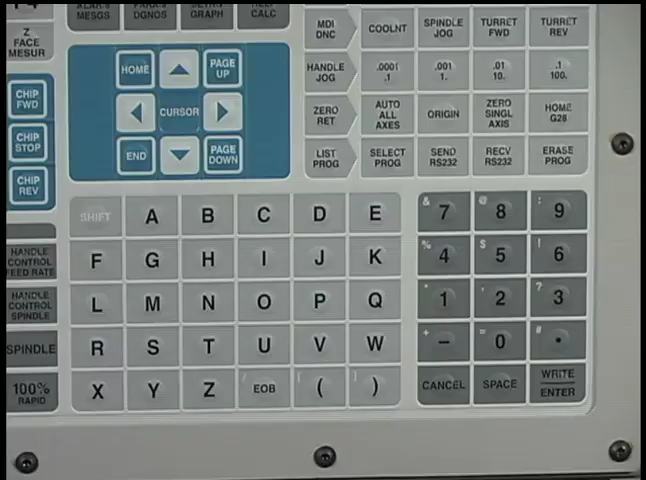 MESGS DGNOS GRAPH CALC
Z FACE MESUR
MDI DNC COOLNT SPINDLE JOG TURRET FWD TURRET REV
HOME PAGE UP
HANDLE JOG .0001 .1 .001 1. .01 10. .1 100.
CHIP FWD
CURSOR
ZERO RET AUTO ALL AXES ORIGIN ZERO SINGL AXIS HOME G28
CHIP STOP
END PAGE DOWN
LIST PROG SELECT PROG SEND RS232 RECV RS232 ERASE PROG
CHIP REV
SHIFT A B C D E & 7 @ 8 : 9
HANDLE CONTROL FEED RATE
F G H I J K % 4 $ 5 ! 6
HANDLE CONTROL SPINDLE
L M N O P Q * 1 , 2 ? 3
SPINDLE
R S T U V W + - = 0 # .
100% RAPID
X Y Z EOB ( ) CANCEL SPACE WRITE ENTER